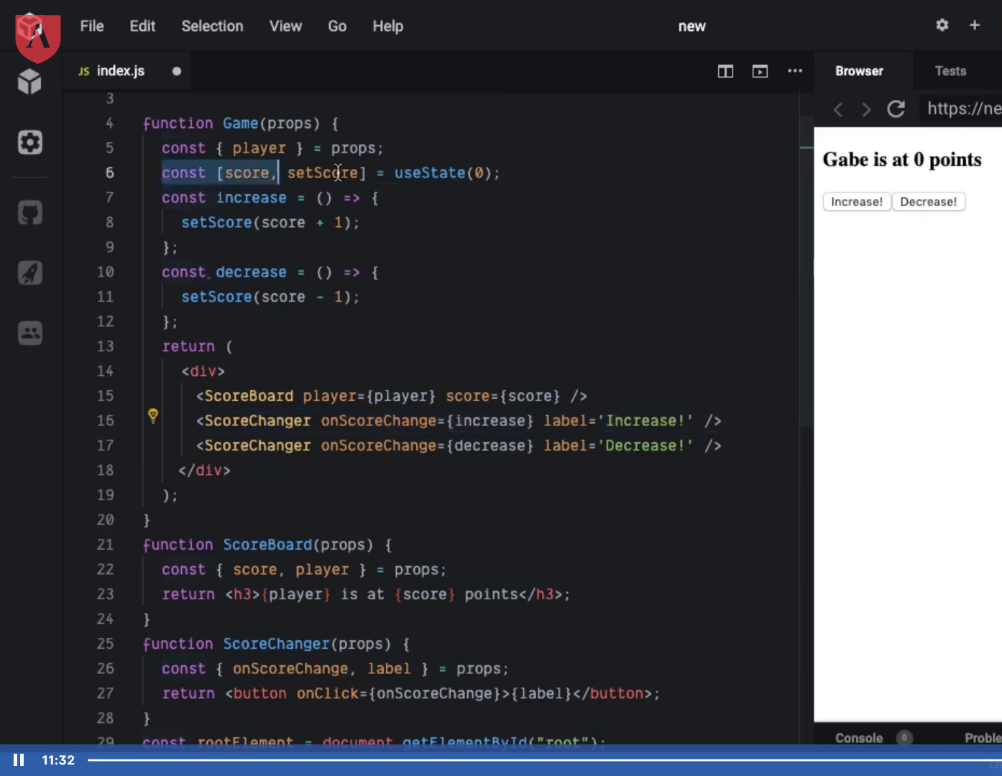 File Edit Selection View Go Help new
JS index.js
Browser Tests
https://ne
3
4 function Game(props) {
5 const { player } = props;
6 const [score, setScore] = useState(0);
7 const increase = () => {
8 setScore(score + 1);
9 };
10 const decrease = () => {
11 setScore(score - 1);
12 };
13 return (
14 <div>
15 <ScoreBoard player={player} score={score} />
16 <ScoreChanger onScoreChange={increase} label='Increase!' />
17 <ScoreChanger onScoreChange={decrease} label='Decrease!' />
18 </div>
19 );
20 }
21 function ScoreBoard(props) {
22 const { score, player } = props;
23 return <h3>{player} is at {score} points</h3>;
24 }
25 function ScoreChanger(props) {
26 const { onScoreChange, label } = props;
27 return <button onClick={onScoreChange}>{label}</button>;
28 }
29 const rootElement = document.getElementById("root");
Gabe is at 0 points
Increase! Decrease!
Console 0 Proble
11:32